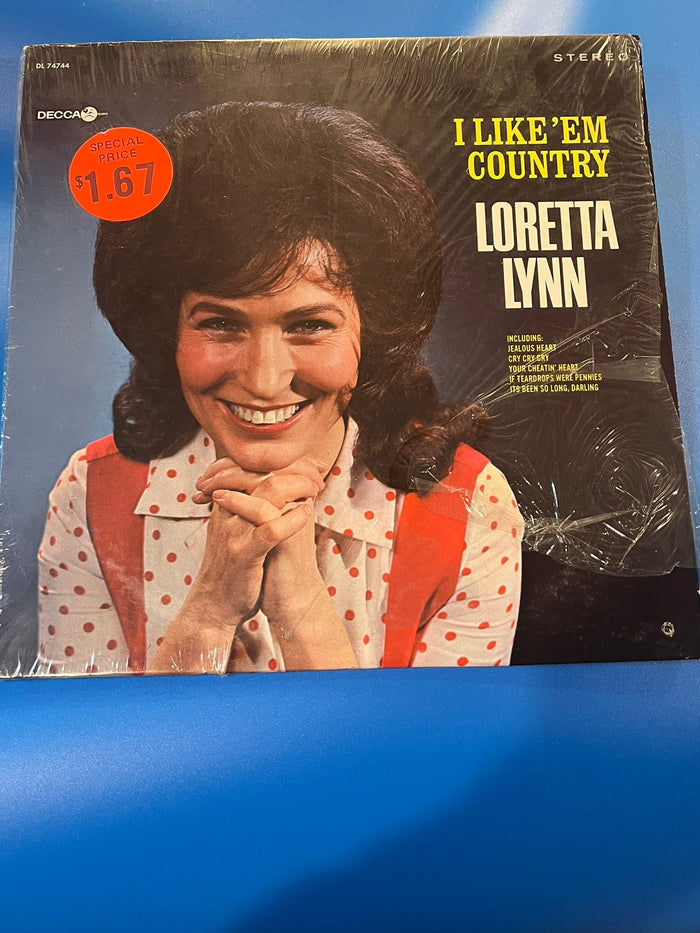 DL 74744
STEREO
DECCA
SPECIAL
PRICE
$1.67
I LIKE 'EM
COUNTRY
LORETTA
LYNN
INCLUDING:
JEALOUS HEART
CRY CRY CRY
YOUR CHEATIN' HEART
IF TEARDROPS WERE PENNIES
ITS BEEN SO LONG, DARLING